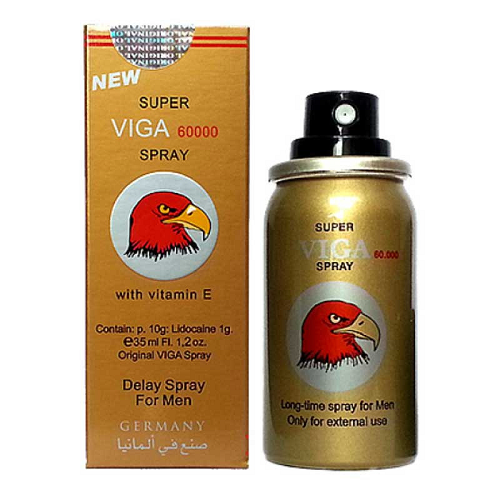 ORIGINAL
NEW
SUPER
VIGA 60000
SPRAY
with vitamin E
Contain: p. 10g: Lidocaine 1g.
℮35 ml Fl. 1,2oz.
Original VIGA Spray
Delay Spray
For Men
GERMANY
صنع في ألمانيا
SUPER
VIGA 60.000
SPRAY
Long-time spray for Men
Only for external use